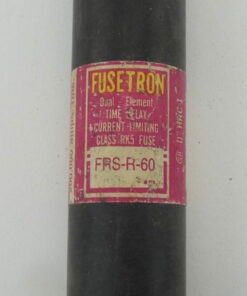 FUSETRON
Dual Element
TIME DELAY
CURRENT LIMITING
CLASS RK5 FUSE
FRS-R-60